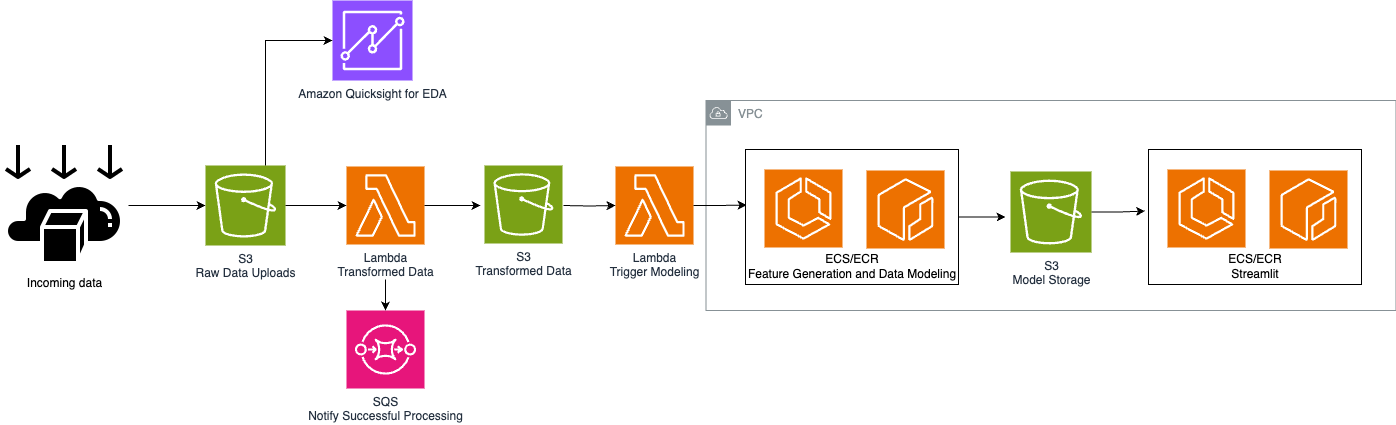 Amazon Quicksight for EDA
VPC
Incoming data
S3
Raw Data Uploads
Lambda
Transformed Data
S3
Transformed Data
Lambda
Trigger Modeling
ECS/ECR
Feature Generation and Data Modeling
S3
Model Storage
ECS/ECR
Streamlit
SQS
Notify Successful Processing